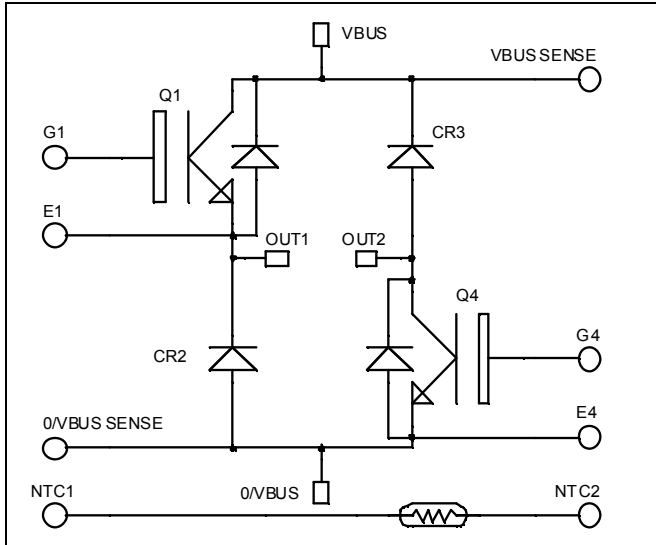 VBUS
VBUS SENSE
Q1
G1
CR3
E1
OUT1
OUT2
Q4
CR2
G4
0/VBUS SENSE
E4
NTC1
0/VBUS
NTC2